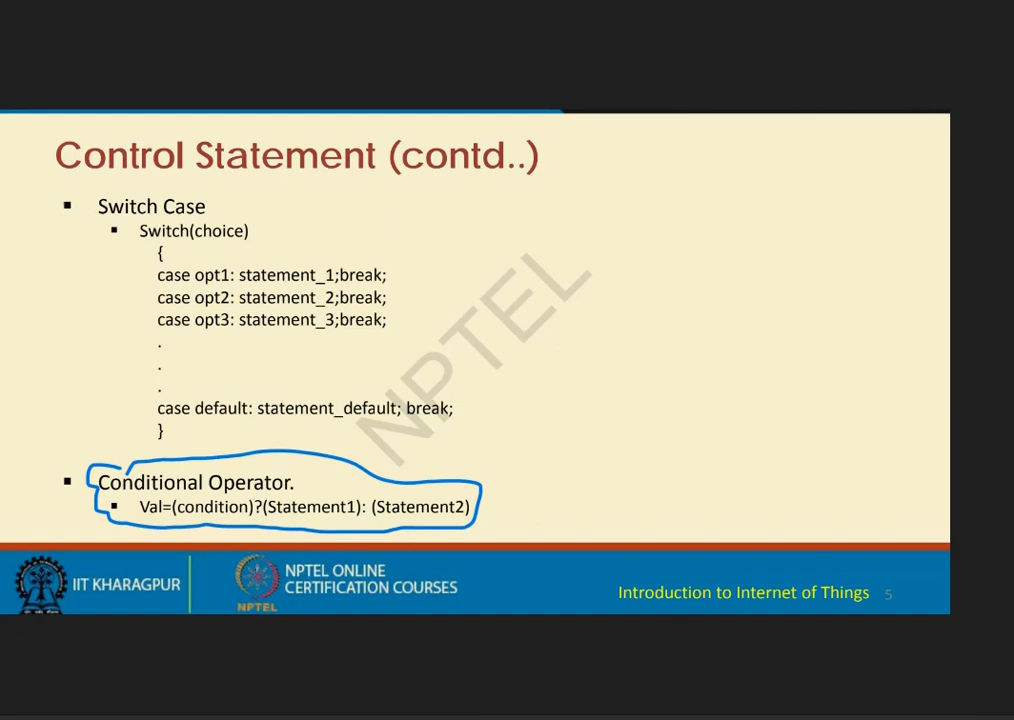 Control Statement (contd..)
▪ Switch Case
▪ Switch(choice)
{
case opt1: statement_1;break;
case opt2: statement_2;break;
case opt3: statement_3;break;
.
.
.
case default: statement_default; break;
}
▪ Conditional Operator.
▪ Val=(condition)?(Statement1): (Statement2)
NPTEL
IIT KHARAGPUR
NPTEL ONLINE
CERTIFICATION COURSES
NPTEL
Introduction to Internet of Things 5